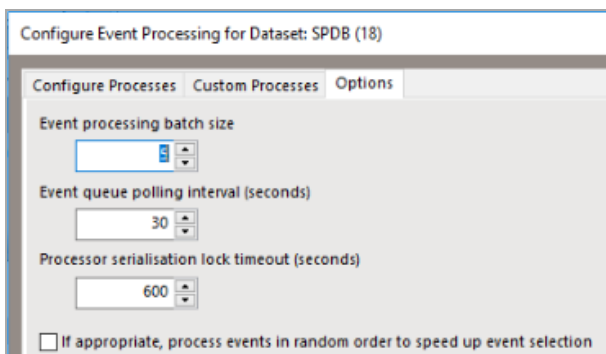 Configure Event Processing for Dataset: SPDB (18)
Configure Processes Custom Processes Options
Event processing batch size
5
Event queue polling interval (seconds)
30
Processor serialisation lock timeout (seconds)
600
If appropriate, process events in random order to speed up event selection